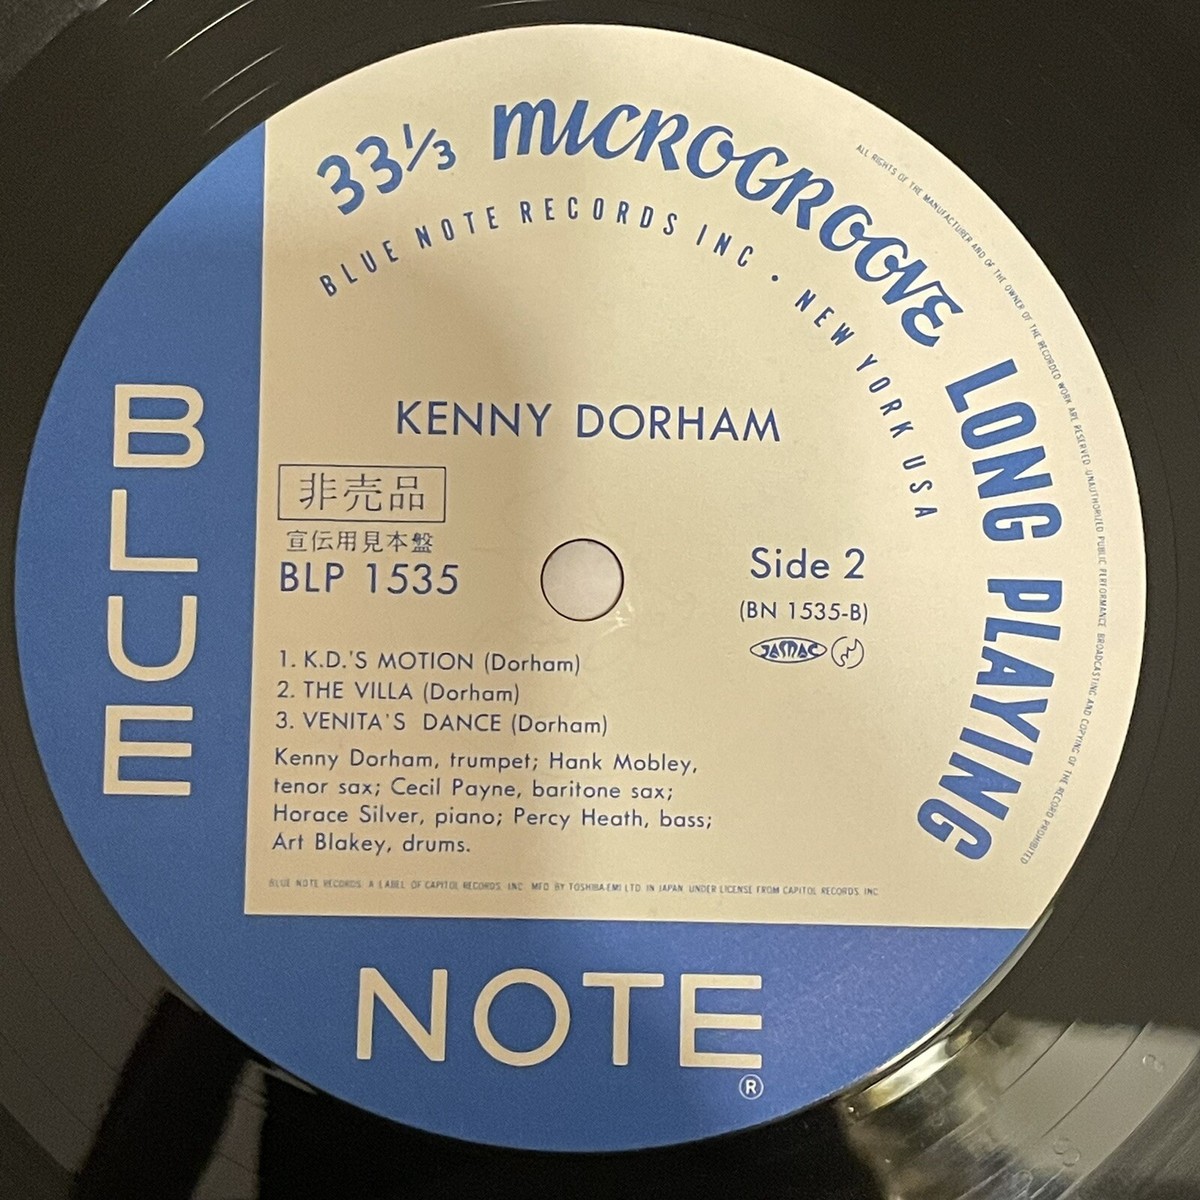 33⅓ MICROGROOVE LONG PLAYING
BLUE NOTE RECORDS INC • NEW YORK USA
ALL RIGHTS OF THE MANUFACTURER AND OF THE OWNER OF THE RECORDED WORK ARE RESERVED UNAUTHORIZED PUBLIC PERFORMANCE BROADCASTING AND COPYING OF THE RECORD PROHIBITED
KENNY DORHAM
非売品
宣伝用見本盤
BLP 1535
Side 2
(BN 1535-B)
JASRAC
1. K.D.'S MOTION (Dorham)
2. THE VILLA (Dorham)
3. VENITA'S DANCE (Dorham)
Kenny Dorham, trumpet; Hank Mobley,
tenor sax; Cecil Payne, baritone sax;
Horace Silver, piano; Percy Heath, bass;
Art Blakey, drums.
BLUE NOTE RECORDS. A LABEL OF CAPITOL RECORDS, INC. MFD. BY TOSHIBA-EMI LTD. IN JAPAN. UNDER LICENSE FROM CAPITOL RECORDS, INC.
BLUE
NOTE
®